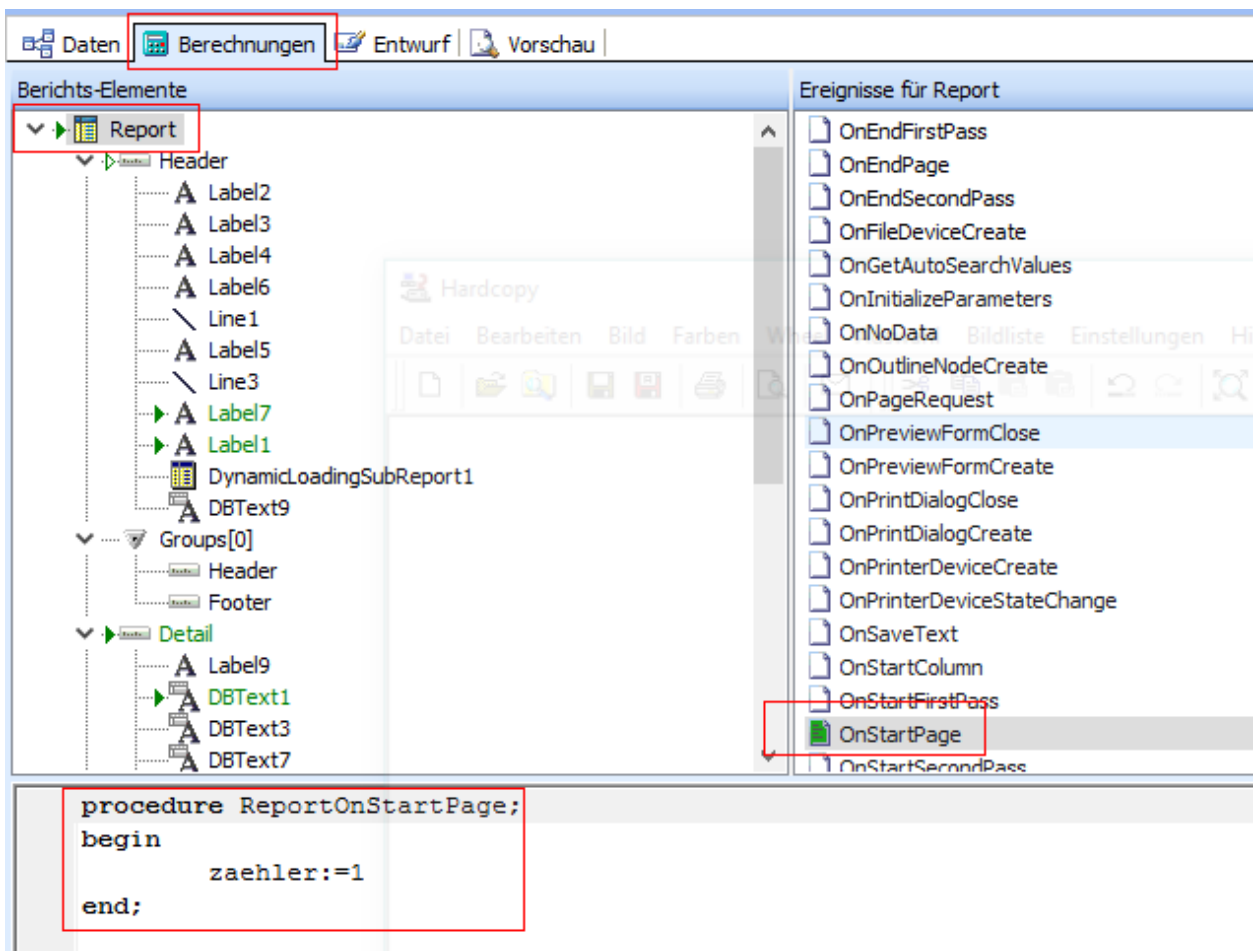 Daten Berechnungen Entwurf Vorschau
Berichts-Elemente
Report
Header
Label2
Label3
Label4
Label6
Line1
Label5
Line3
Label7
Label1
DynamicLoadingSubReport1
DBText9
Groups[0]
Header
Footer
Detail
Label9
DBText1
DBText3
DBText7
Ereignisse für Report
OnEndFirstPass
OnEndPage
OnEndSecondPass
OnFileDeviceCreate
OnGetAutoSearchValues
OnInitializeParameters
OnNoData
OnOutlineNodeCreate
OnPageRequest
OnPreviewFormClose
OnPreviewFormCreate
OnPrintDialogClose
OnPrintDialogCreate
OnPrinterDeviceCreate
OnPrinterDeviceStateChange
OnSaveText
OnStartColumn
OnStartFirstPass
OnStartPage
OnStartSecondPass
Hardcopy
Datei Bearbeiten Bild Farben Bildliste Einstellungen
procedure ReportOnStartPage;
begin
zaehler:=1
end;